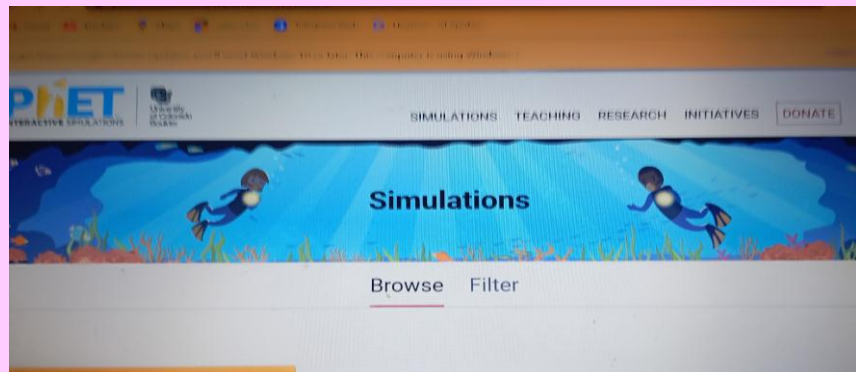 PhET
INTERACTIVE SIMULATIONS
University
of Colorado
Boulder
SIMULATIONS TEACHING RESEARCH INITIATIVES DONATE
Simulations
Browse Filter